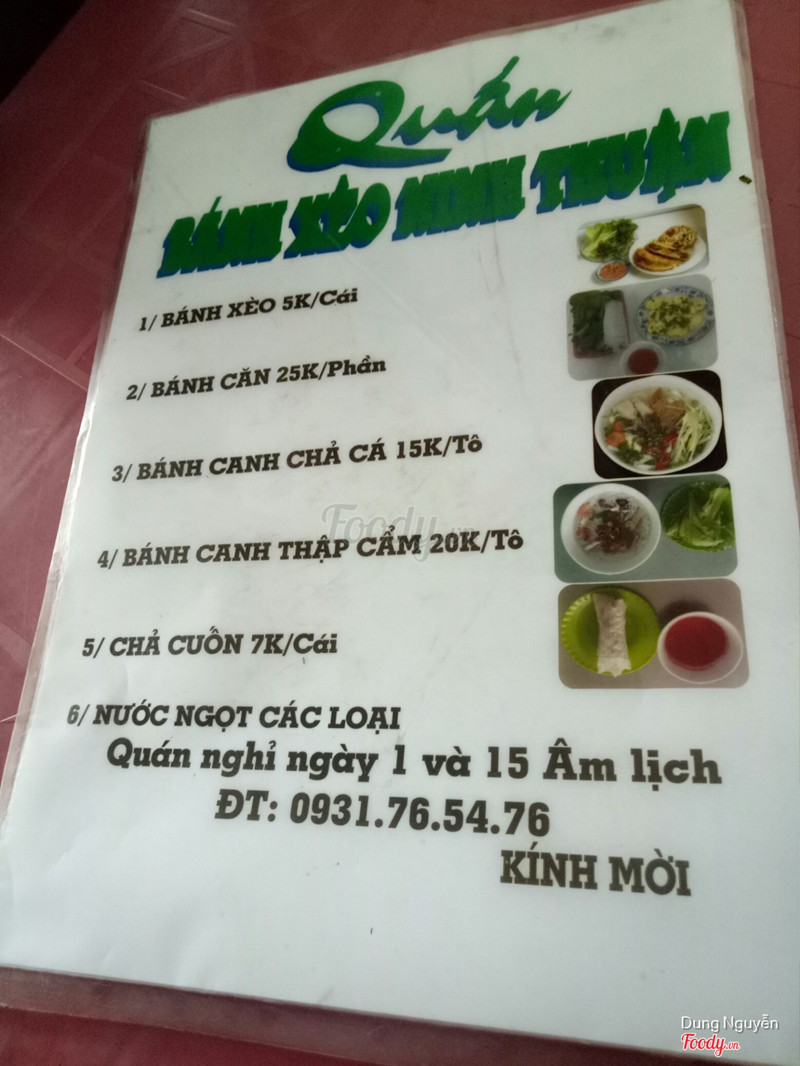 Quán
BÁNH XÈO NINH THUẬN
1/ BÁNH XÈO 5K/Cái
2/ BÁNH CĂN 25K/Phần
3/ BÁNH CANH CHẢ CÁ 15K/Tô
Foody.vn
4/ BÁNH CANH THẬP CẨM 20K/Tô
5/ CHẢ CUỐN 7K/Cái
6/ NƯỚC NGỌT CÁC LOẠI
Quán nghỉ ngày 1 và 15 Âm lịch
ĐT: 0931.76.54.76
KÍNH MỜI
Dung Nguyễn
Foody.vn